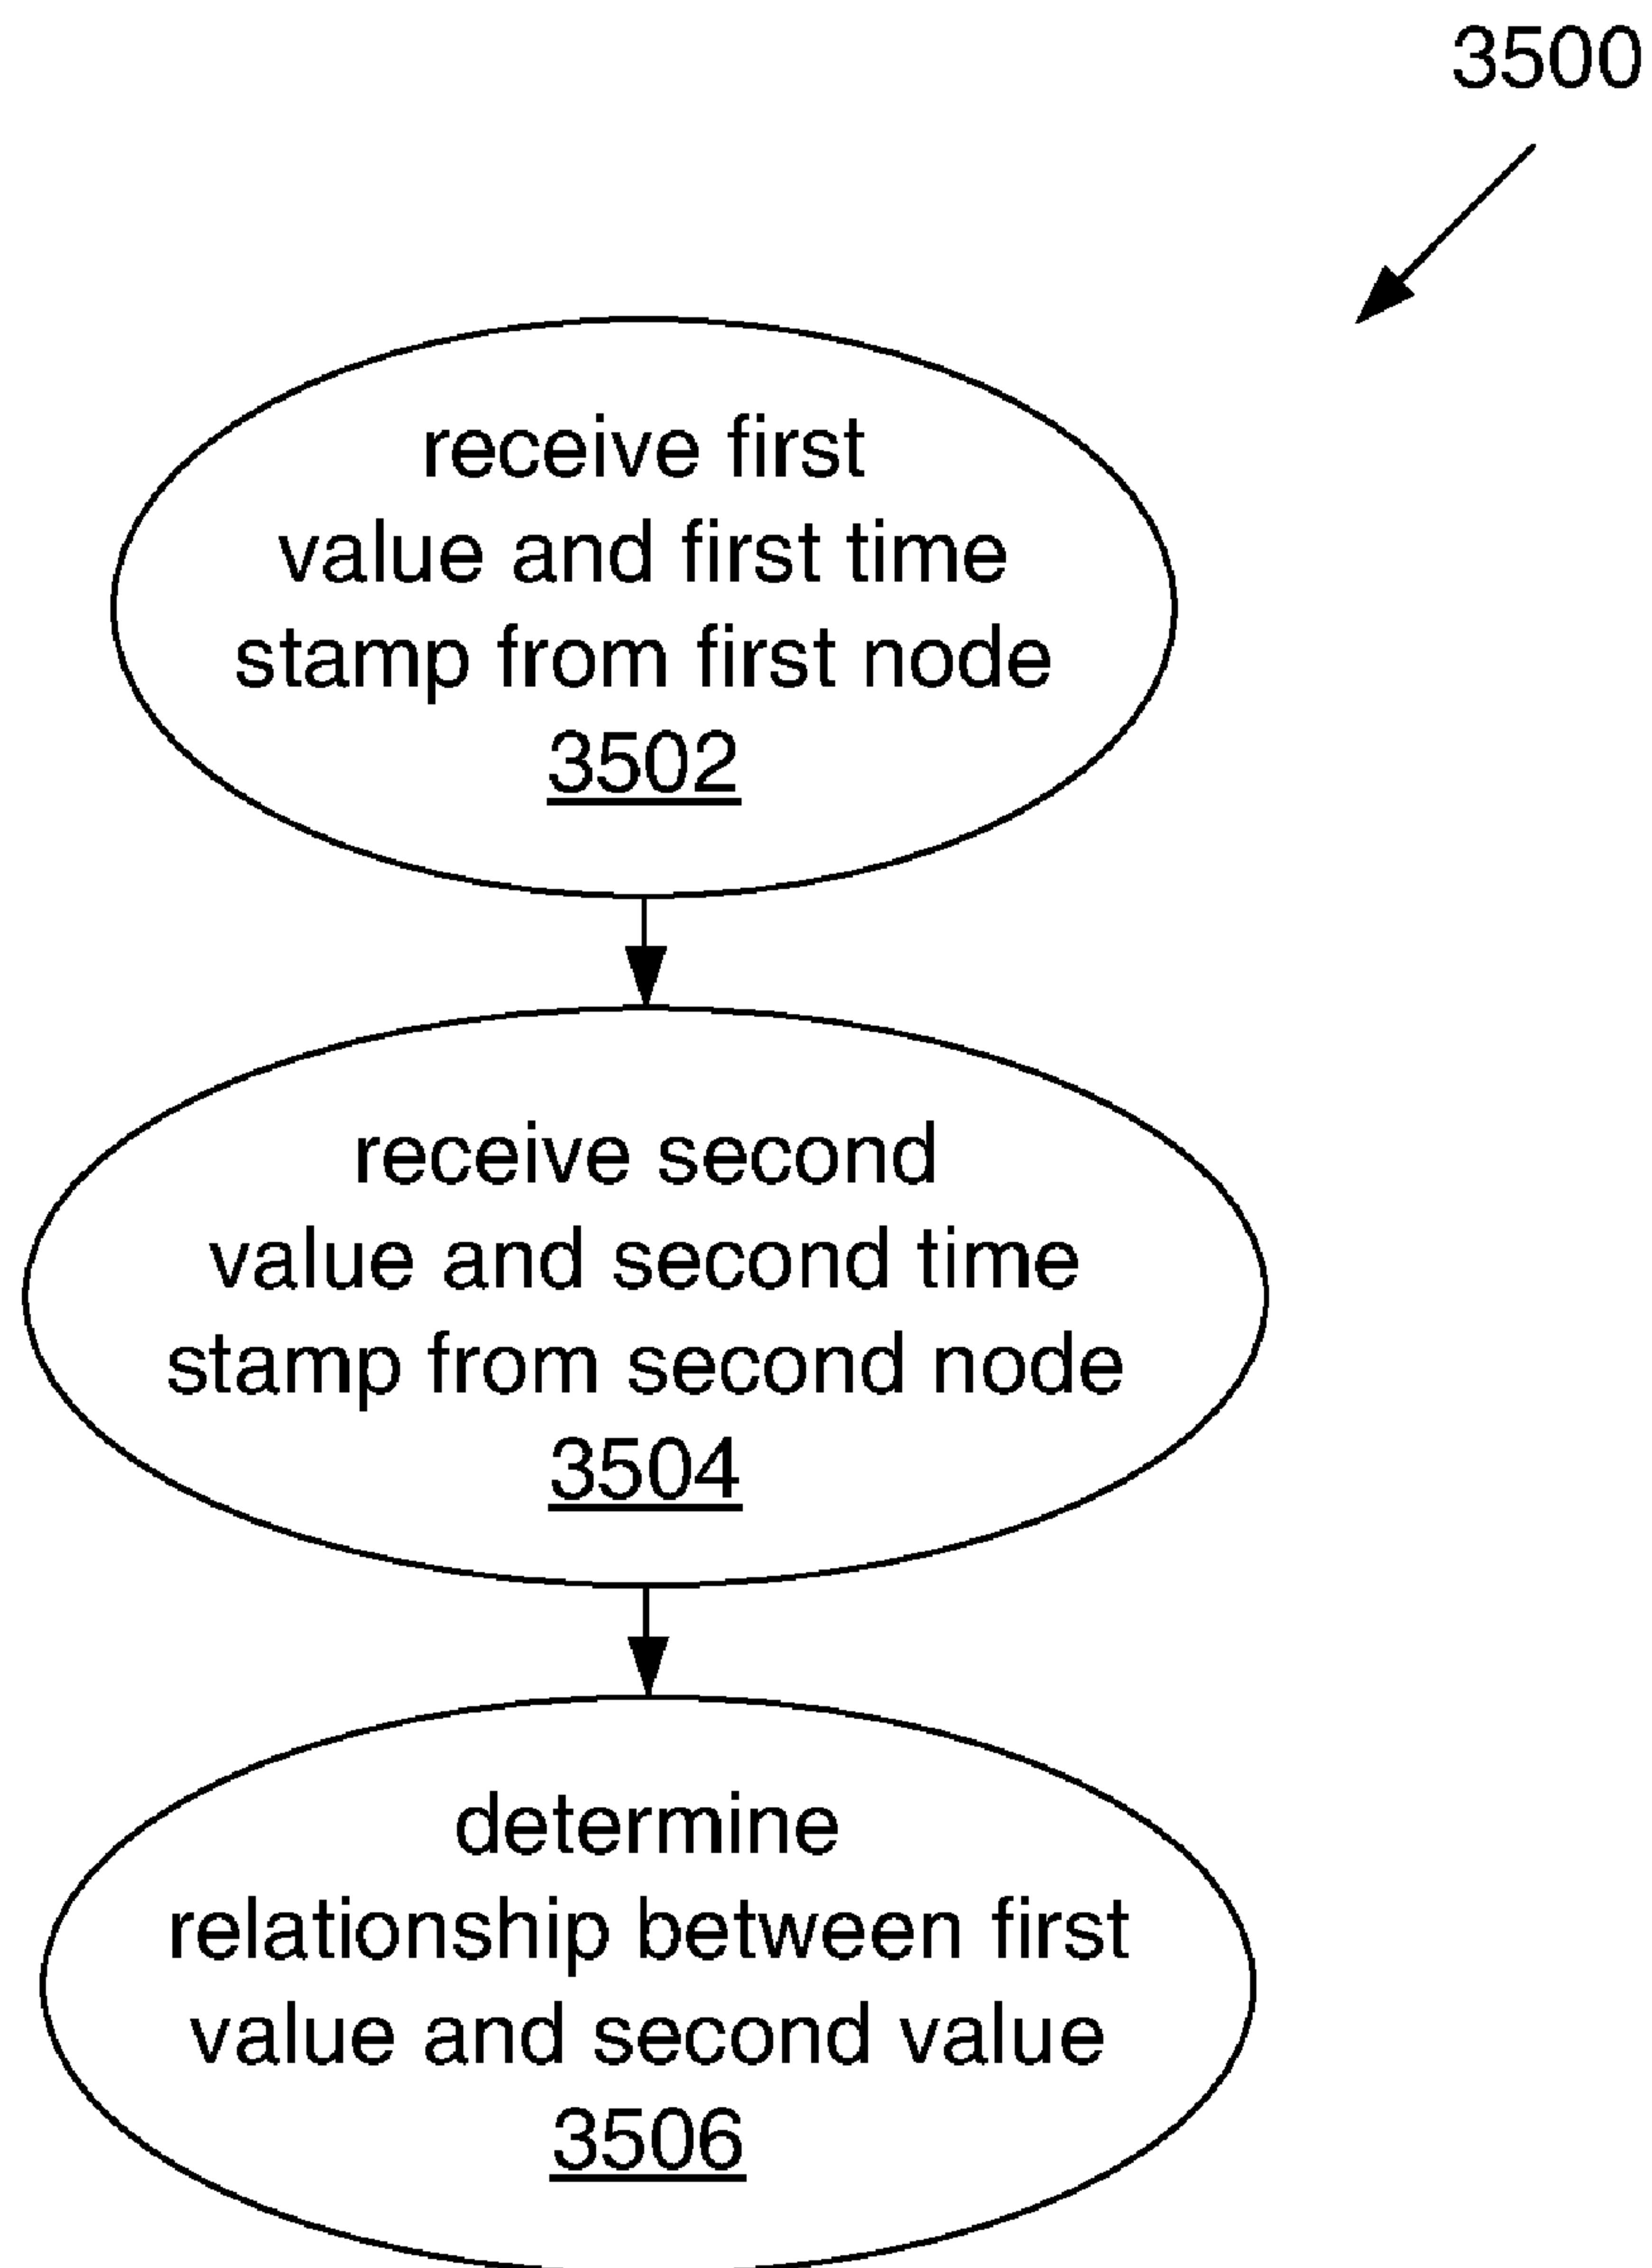 3500
receive first
value and first time
stamp from first node
3502
receive second
value and second time
stamp from second node
3504
determine
relationship between first
value and second value
3506